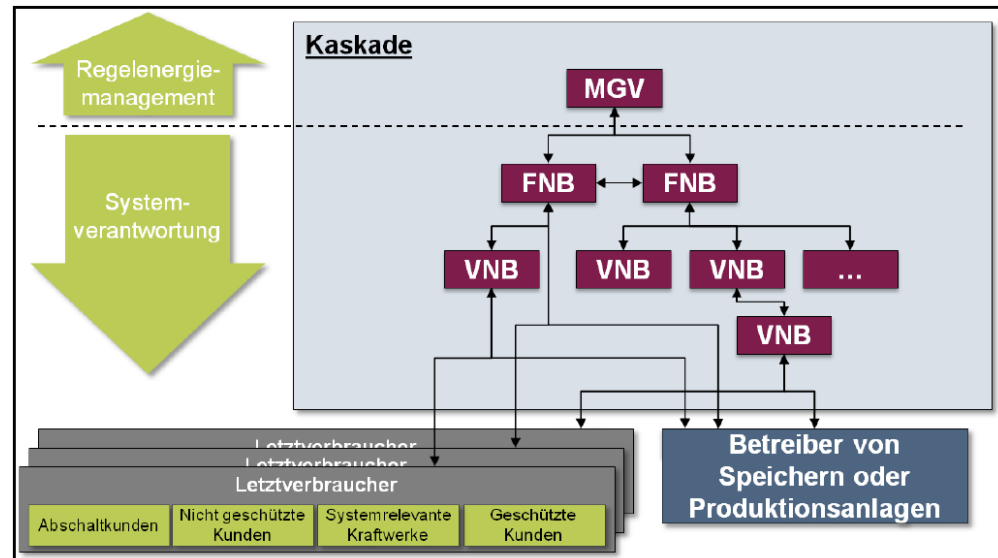 Regelenergie-
management
System-
verantwortung
Kaskade
MGV
FNB
FNB
VNB
VNB
VNB
...
VNB
Letztverbraucher
Letztverbraucher
Letztverbraucher
Abschaltkunden
Nicht geschützte
Kunden
Systemrelevante
Kraftwerke
Geschützte
Kunden
Betreiber von
Speichern oder
Produktionsanlagen